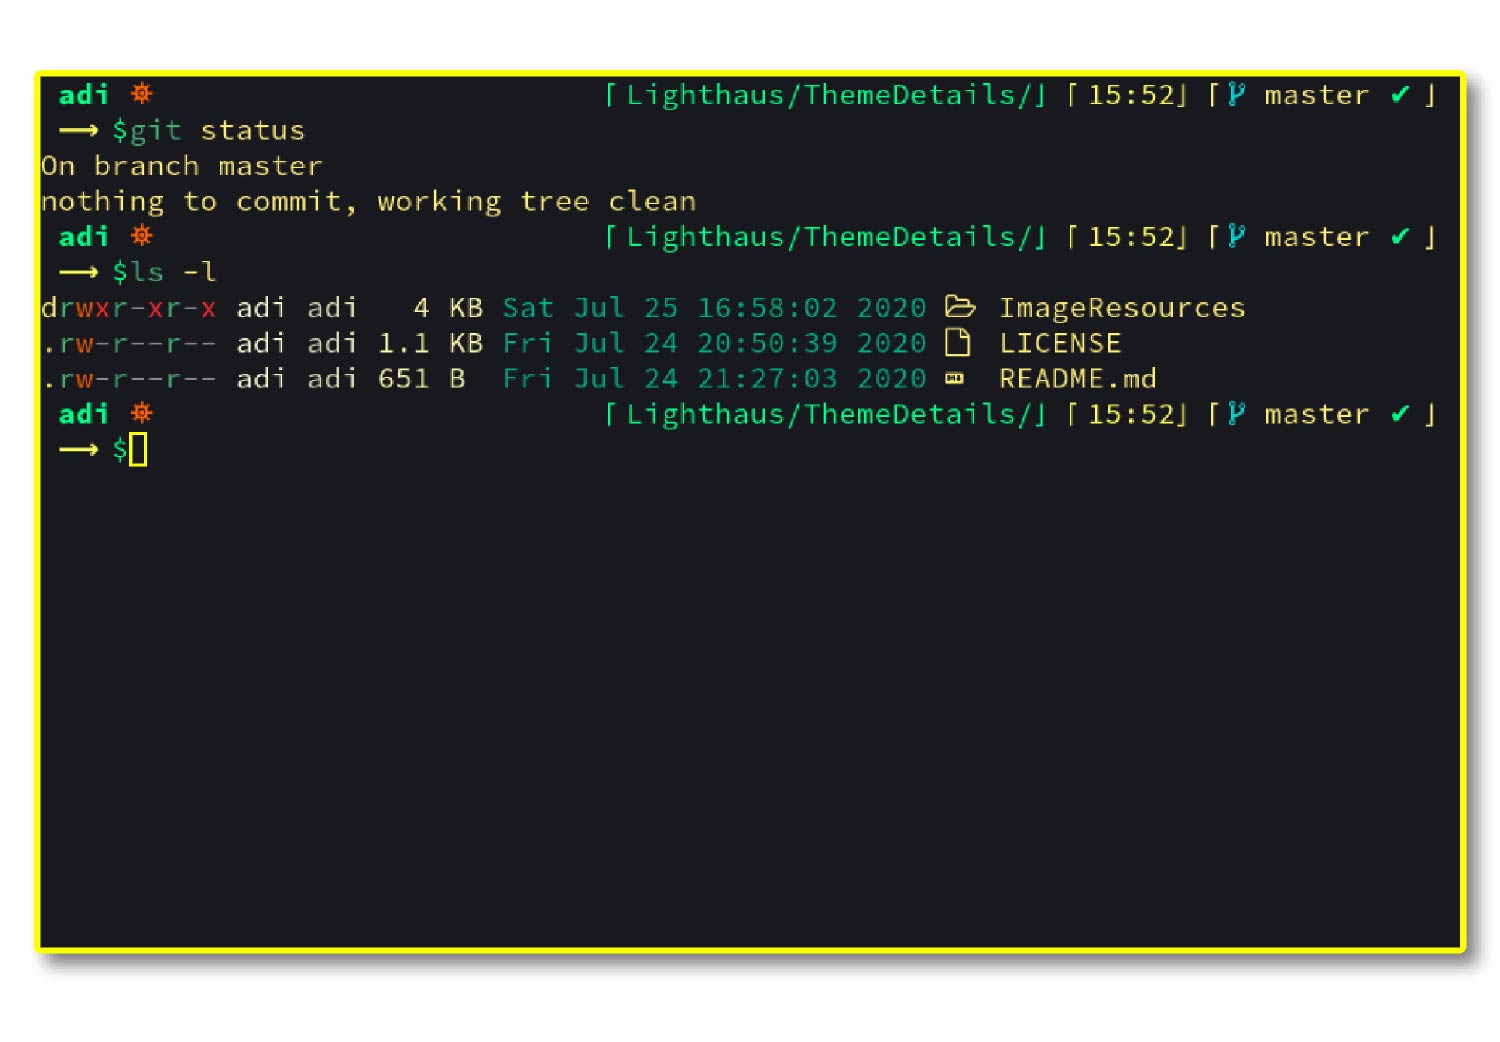 adi ⎡Lighthaus/ThemeDetails/⎦ ⎡15:52⎦ ⎡ master ✔ ⎦
⟶ $git status
On branch master
nothing to commit, working tree clean
adi ⎡Lighthaus/ThemeDetails/⎦ ⎡15:52⎦ ⎡ master ✔ ⎦
⟶ $ls -l
drwxr-xr-x adi adi 4 KB Sat Jul 25 16:58:02 2020 ImageResources
.rw-r--r-- adi adi 1.1 KB Fri Jul 24 20:50:39 2020 LICENSE
.rw-r--r-- adi adi 651 B Fri Jul 24 21:27:03 2020 README.md
adi ⎡Lighthaus/ThemeDetails/⎦ ⎡15:52⎦ ⎡ master ✔ ⎦
⟶ $